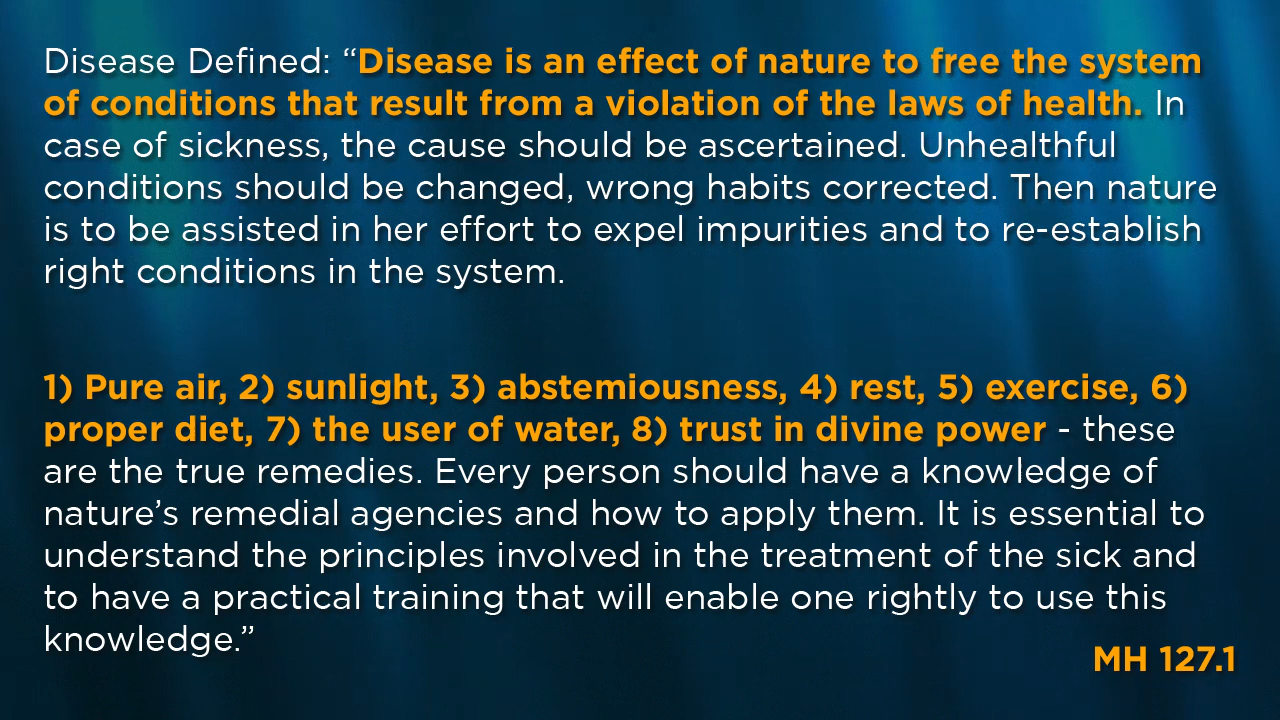 Disease Defined: “Disease is an effect of nature to free the system
of conditions that result from a violation of the laws of health. In
case of sickness, the cause should be ascertained. Unhealthful
conditions should be changed, wrong habits corrected. Then nature
is to be assisted in her effort to expel impurities and to re-establish
right conditions in the system.
1) Pure air, 2) sunlight, 3) abstemiousness, 4) rest, 5) exercise, 6)
proper diet, 7) the user of water, 8) trust in divine power - these
are the true remedies. Every person should have a knowledge of
nature’s remedial agencies and how to apply them. It is essential to
understand the principles involved in the treatment of the sick and
to have a practical training that will enable one rightly to use this
knowledge.”
MH 127.1